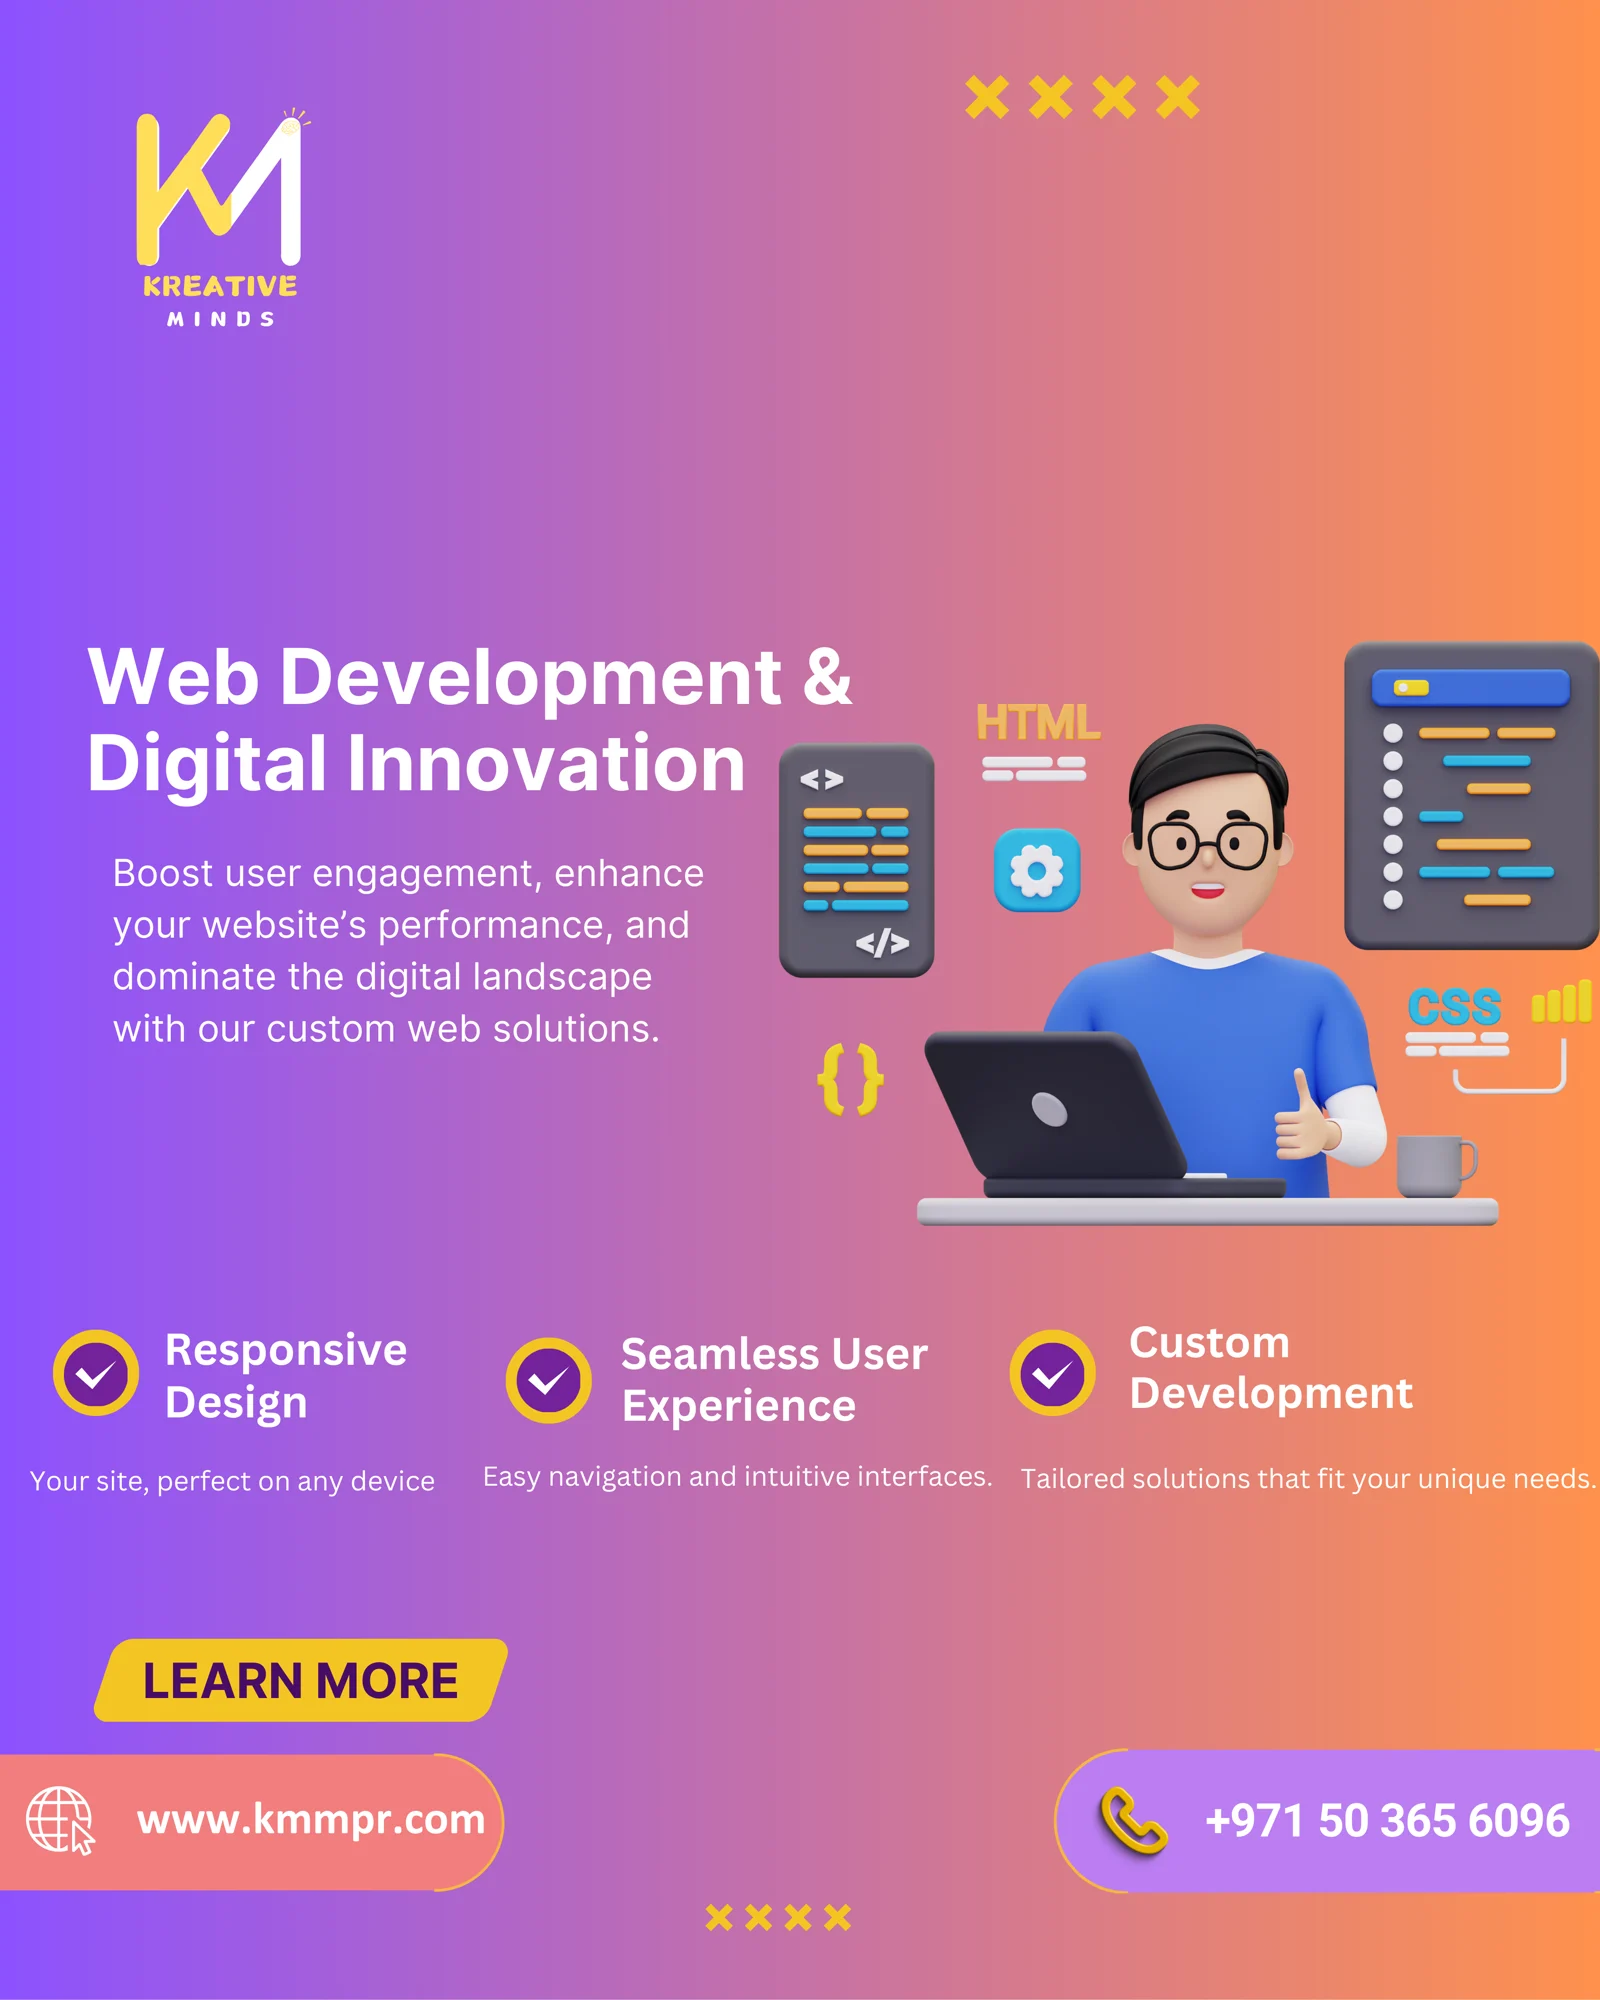 KREATIVE
MINDS
Web Development &
Digital Innovation
Boost user engagement, enhance
your website’s performance, and
dominate the digital landscape
with our custom web solutions.
HTML
< >
</>
{ }
CSS
Responsive
Design
Your site, perfect on any device
Seamless User
Experience
Easy navigation and intuitive interfaces.
Custom
Development
Tailored solutions that fit your unique needs.
LEARN MORE
www.kmmpr.com
+971 50 365 6096